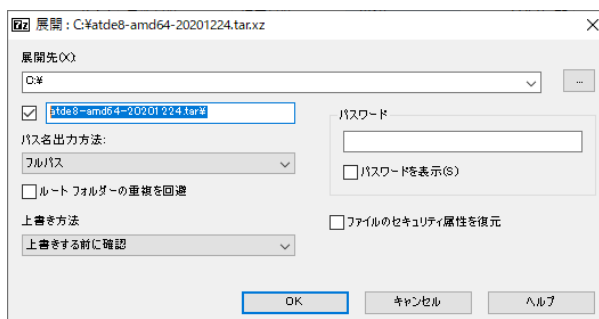 7z 展開 : C:¥atde8-amd64-20201224.tar.xz
展開先(X):
C:¥
...
atde8-amd64-20201224.tar¥
パスワード
パス名出力方法:
フルパス
パスワードを表示(S)
ルート フォルダーの重複を回避
上書き方法
ファイルのセキュリティ属性を復元
上書きする前に確認
OK
キャンセル
ヘルプ